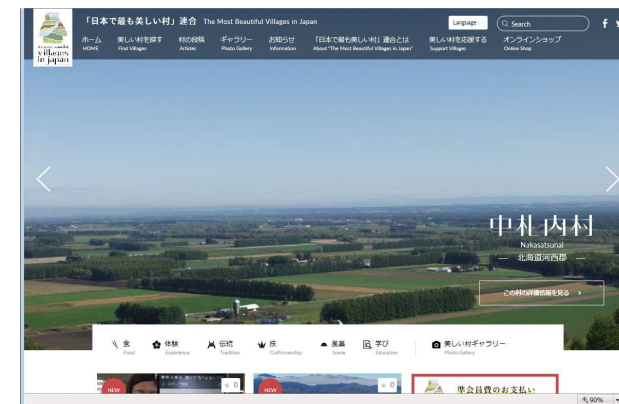 「日本で最も美しい村」連合 The Most Beautiful Villages in Japan
Language
Search
ホーム
HOME
美しい村を探す
Find Villages
村の投稿
Articles
ギャラリー
Photo Gallery
お知らせ
Information
「日本で最も美しい村」連合とは
About "The Most Beautiful Villages in Japan"
美しい村を応援する
Support Villages
オンラインショップ
Online Shop
villages
in japan
中札内村
Nakasatsunai
北海道河西郡
この村の詳細情報を見る
食
Food
体験
Experience
伝統
Tradition
技
Craftsmanship
風景
Scene
学び
Education
美しい村ギャラリー
Photo Gallery
NEW
0
NEW
0
準会員費のお支払い
90%